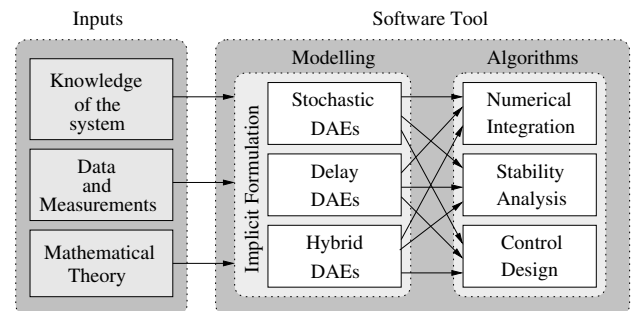 Inputs
Software Tool
Knowledge
of the
system
Data
and
Measurements
Mathematical
Theory
Implicit Formulation
Modelling
Stochastic
DAEs
Delay
DAEs
Hybrid
DAEs
Algorithms
Numerical
Integration
Stability
Analysis
Control
Design